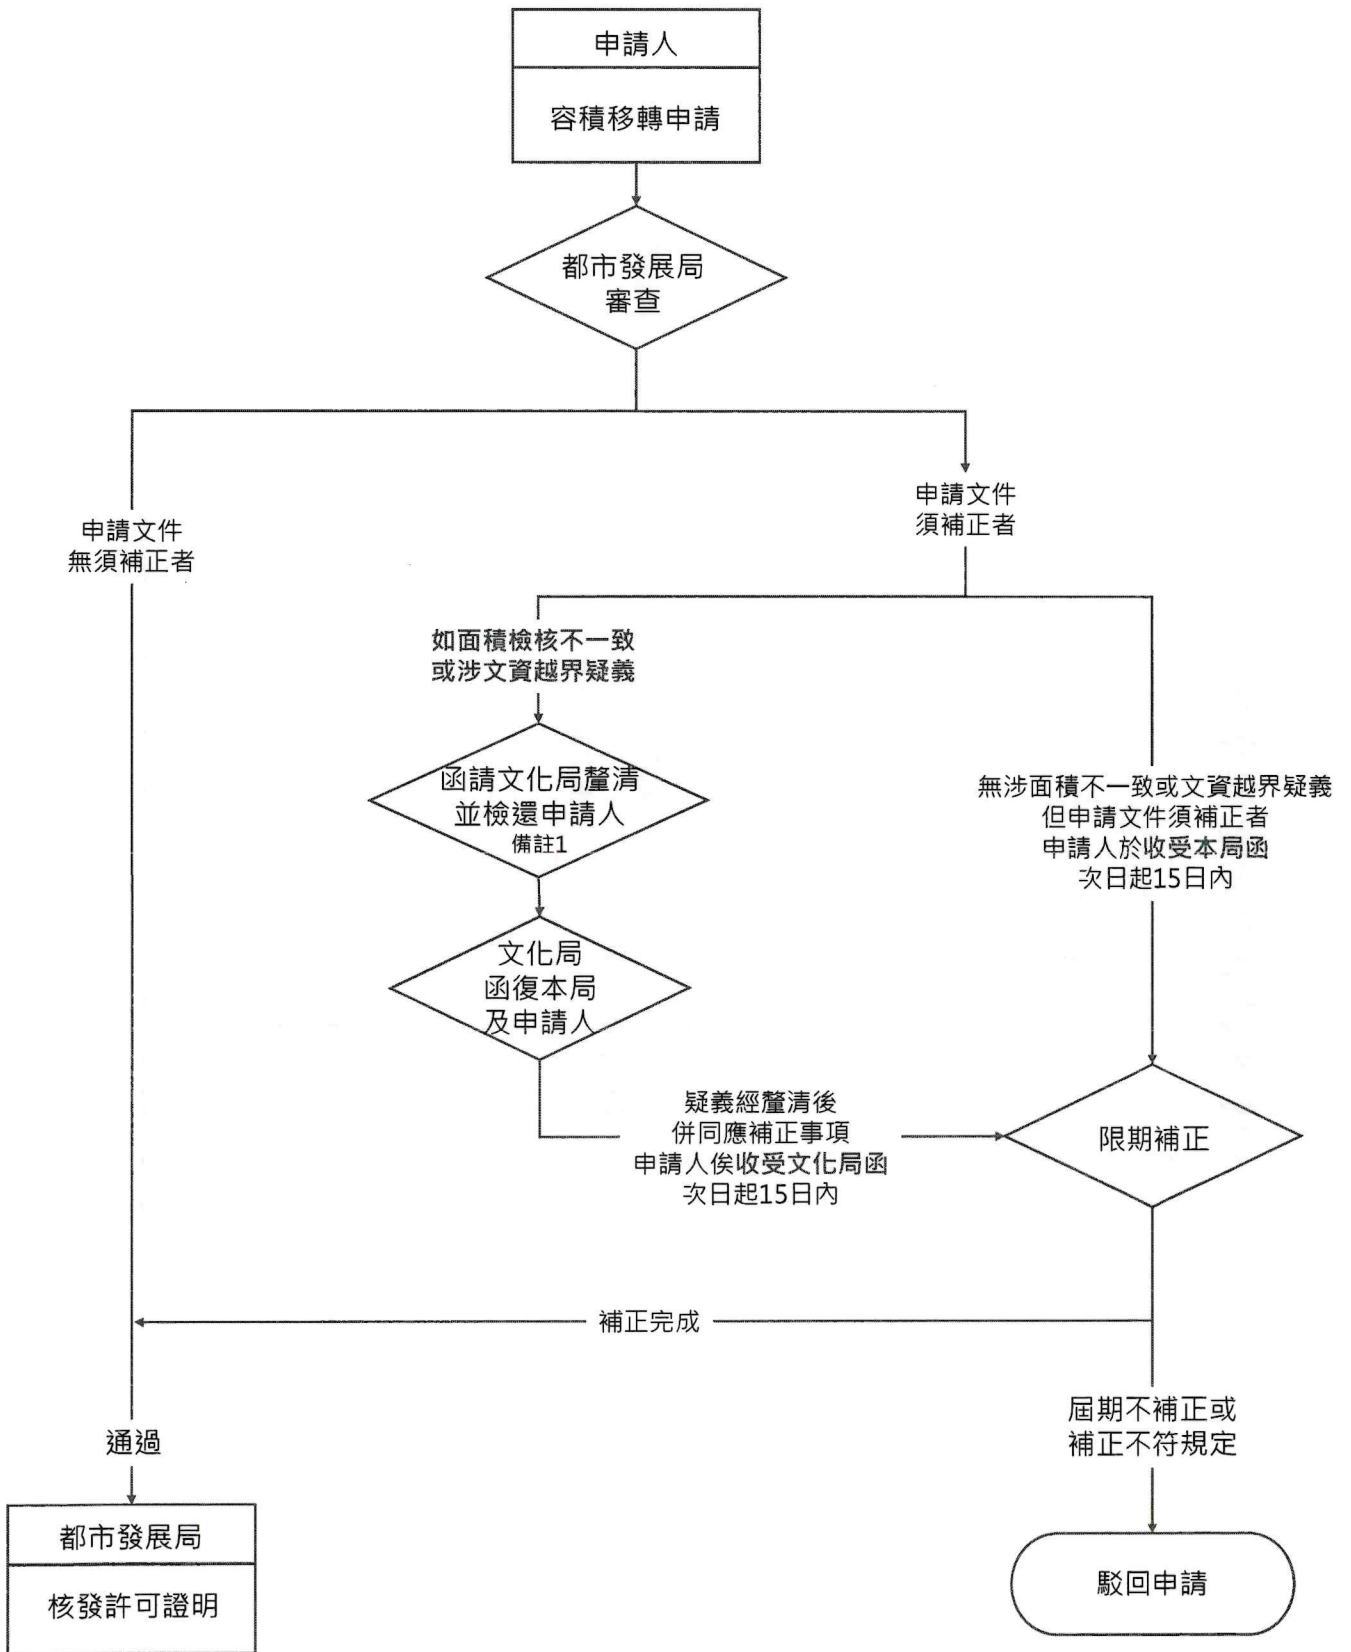 申請人
容積移轉申請
都市發展局
審查
申請文件
無須補正者
申請文件
須補正者
如面積檢核不一致
或涉文資越界疑義
函請文化局釐清
並檢還申請人
備註1
無涉面積不一致或文資越界疑義
但申請文件須補正者
申請人於收受本局函
次日起15日內
文化局
函復本局
及申請人
疑義經釐清後
併同應補正事項
申請人俟收受文化局函
次日起15日內
限期補正
補正完成
通過
屆期不補正或
補正不符規定
都市發展局
核發許可證明
駁回申請